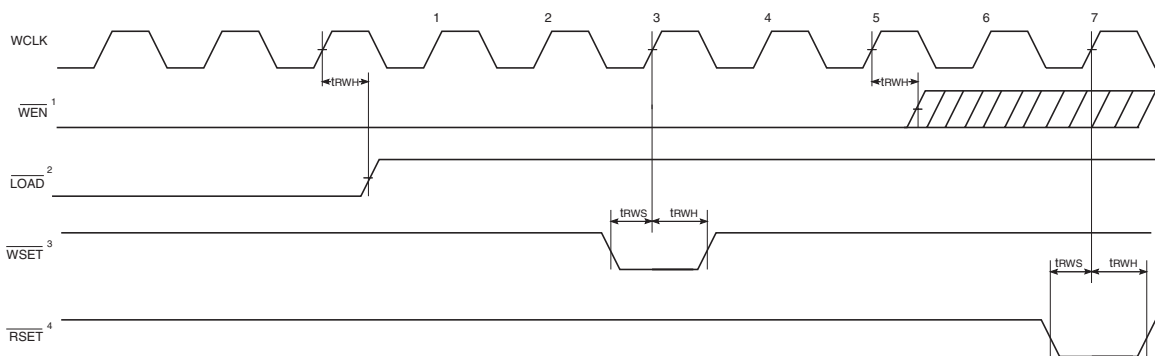 1 2 3 4 5 6 7
WCLK
tRWH tRWH
WEN 1
LOAD 2
tRWS tRWH
WSET 3
tRWS tRWH
RSET 4